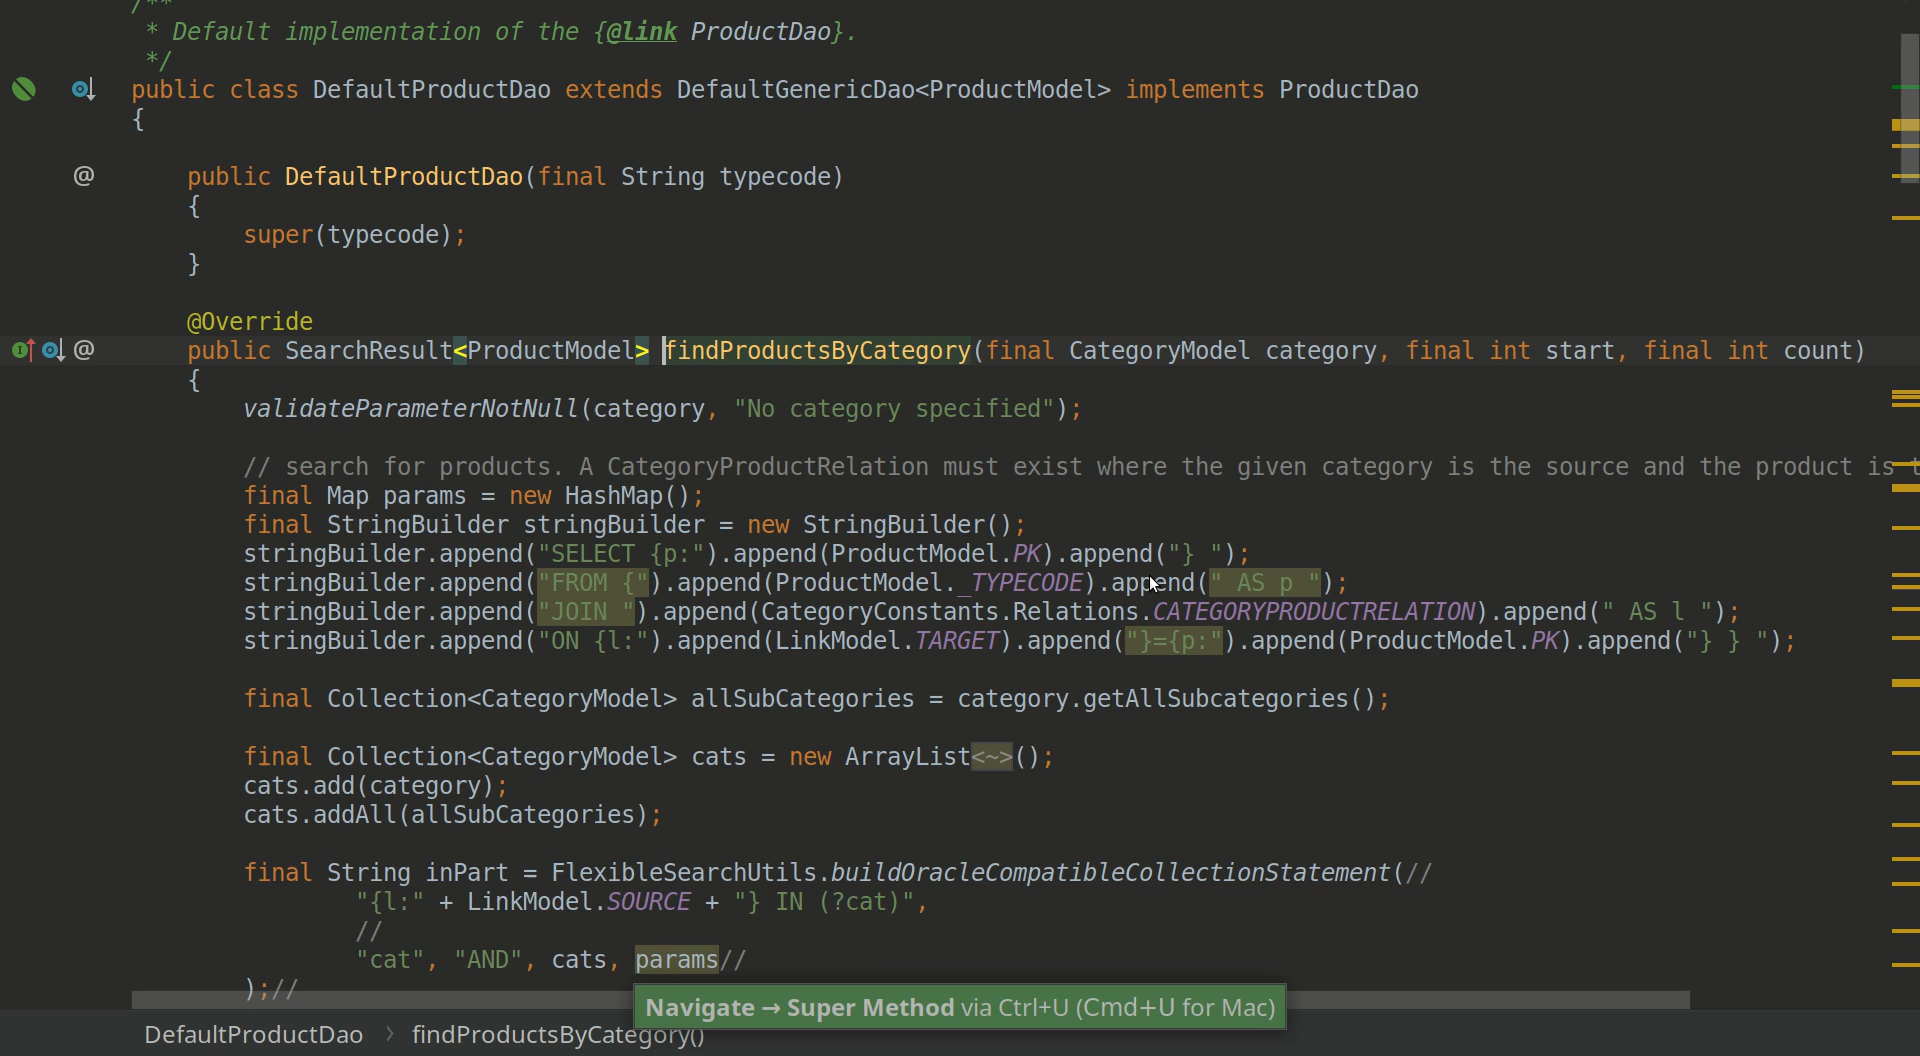 /**
* Default implementation of the {@link ProductDao}.
*/
public class DefaultProductDao extends DefaultGenericDao<ProductModel> implements ProductDao
{
@ public DefaultProductDao(final String typecode)
{
super(typecode);
}
@Override
@ public SearchResult<ProductModel> findProductsByCategory(final CategoryModel category, final int start, final int count)
{
validateParameterNotNull(category, "No category specified");
// search for products. A CategoryProductRelation must exist where the given category is the source and the product is
final Map params = new HashMap();
final StringBuilder stringBuilder = new StringBuilder();
stringBuilder.append("SELECT {p:").append(ProductModel.PK).append("} ");
stringBuilder.append("FROM {").append(ProductModel._TYPECODE).append(" AS p ");
stringBuilder.append("JOIN ").append(CategoryConstants.Relations.CATEGORYPRODUCTRELATION).append(" AS l ");
stringBuilder.append("ON {l:").append(LinkModel.TARGET).append("}={p:").append(ProductModel.PK).append("} } ");
final Collection<CategoryModel> allSubCategories = category.getAllSubcategories();
final Collection<CategoryModel> cats = new ArrayList<~>();
cats.add(category);
cats.addAll(allSubCategories);
final String inPart = FlexibleSearchUtils.buildOracleCompatibleCollectionStatement(//
"{l:" + LinkModel.SOURCE + "} IN (?cat)",
//
"cat", "AND", cats, params//
);//
Navigate → Super Method via Ctrl+U (Cmd+U for Mac)
DefaultProductDao > findProductsByCategory()